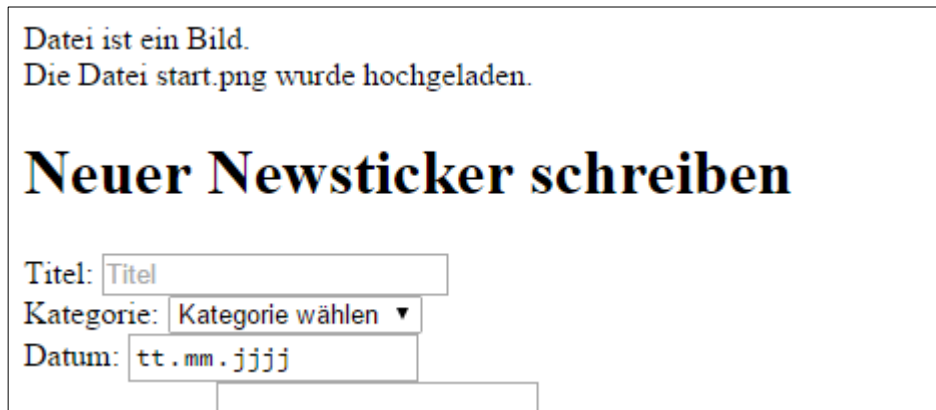 Datei ist ein Bild.
Die Datei start.png wurde hochgeladen.
Neuer Newsticker schreiben
Titel: Titel
Kategorie: Kategorie wählen ▼
Datum: tt.mm.jjjj